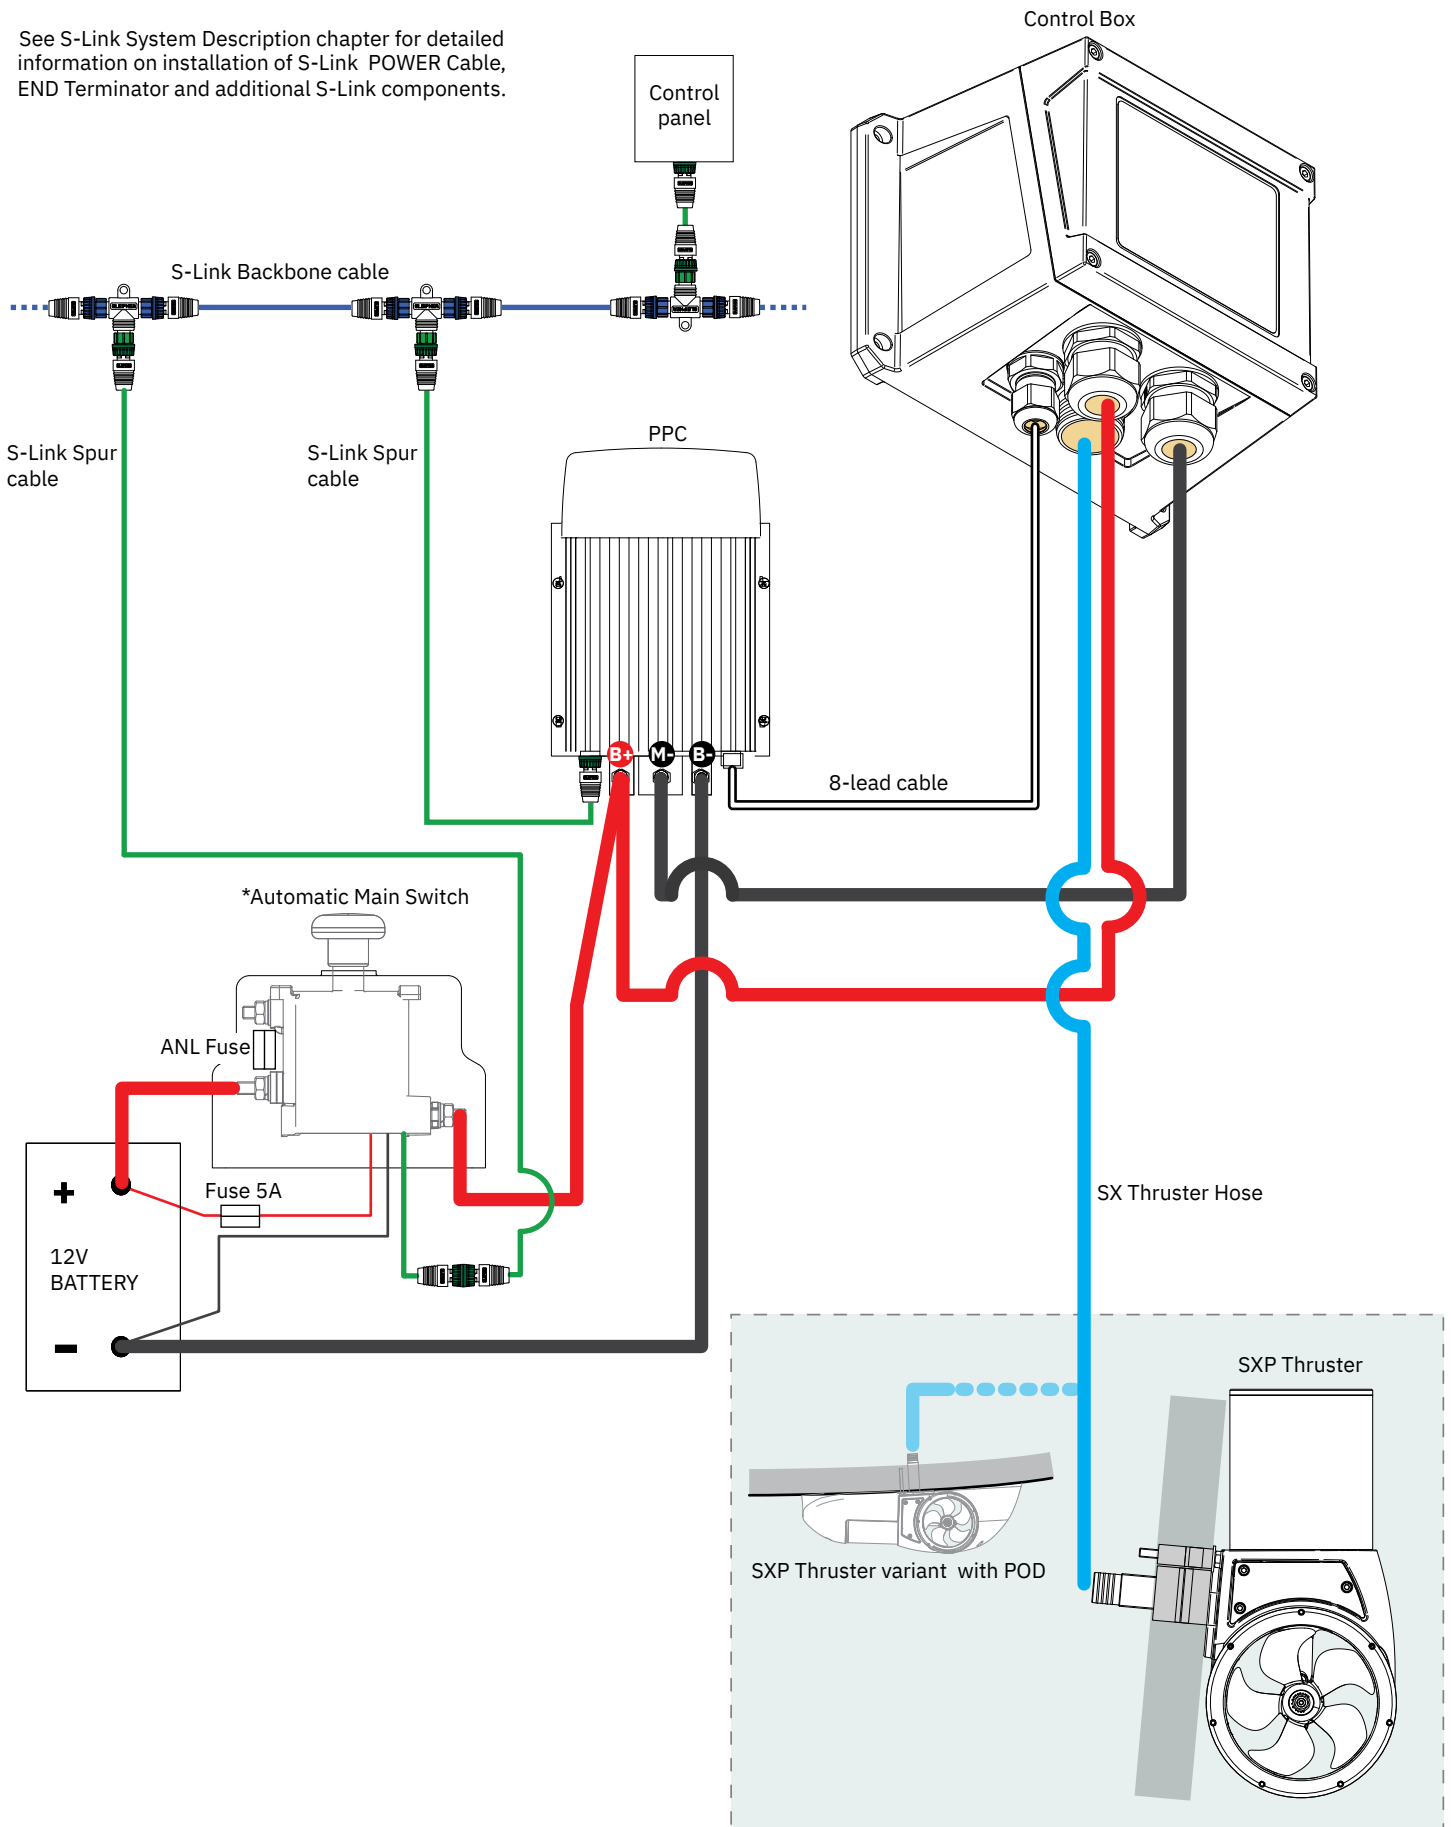 See S-Link System Description chapter for detailed
information on installation of S-Link POWER Cable,
END Terminator and additional S-Link components.
Control Box
Control
panel
S-Link Backbone cable
S-Link Spur
cable
S-Link Spur
cable
PPC
B+
M-
B-
8-lead cable
*Automatic Main Switch
ANL Fuse
Fuse 5A
+
12V
BATTERY
-
SX Thruster Hose
SXP Thruster
SXP Thruster variant with POD